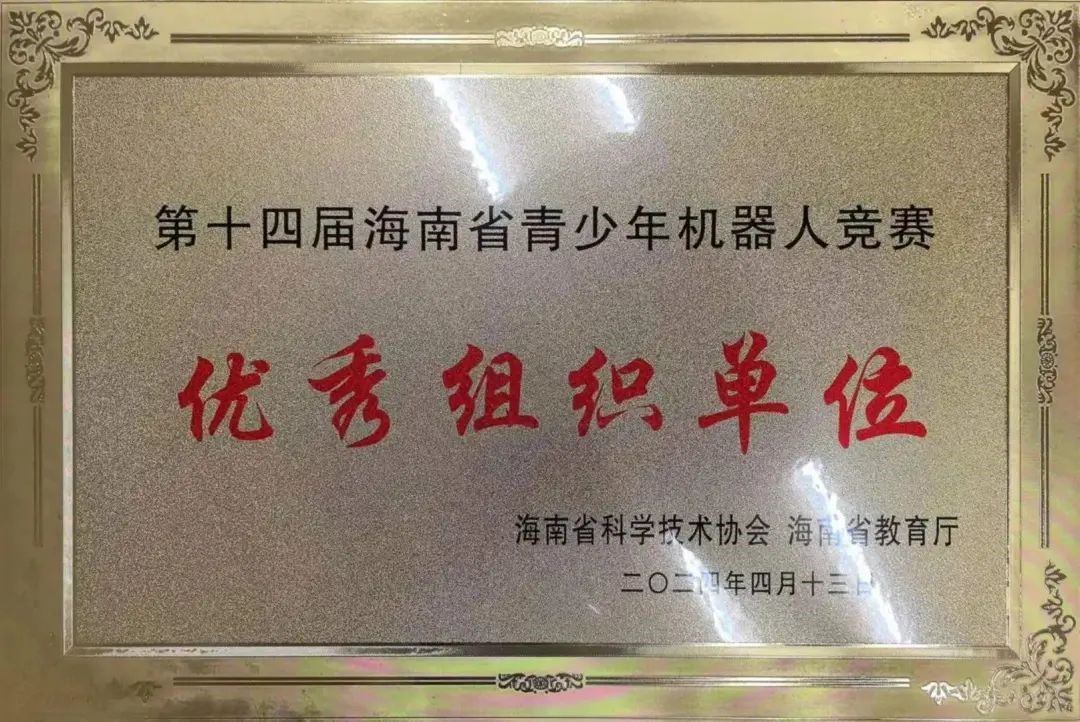 第十四届海南省青少年机器人竞赛
优秀组织单位
海南省科学技术协会 海南省教育厅
二〇二四年四月十三日